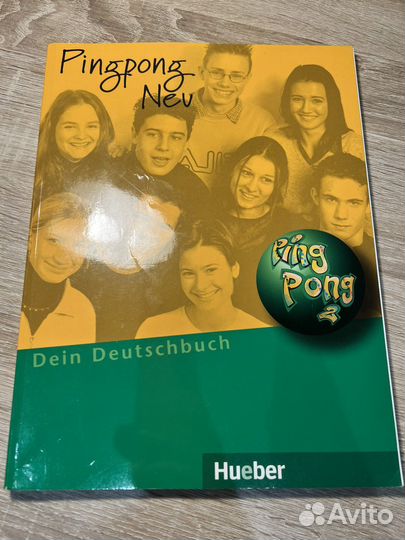 Pingpong
Neu
Ping
Pong
2
Dein Deutschbuch
Hueber
Avito